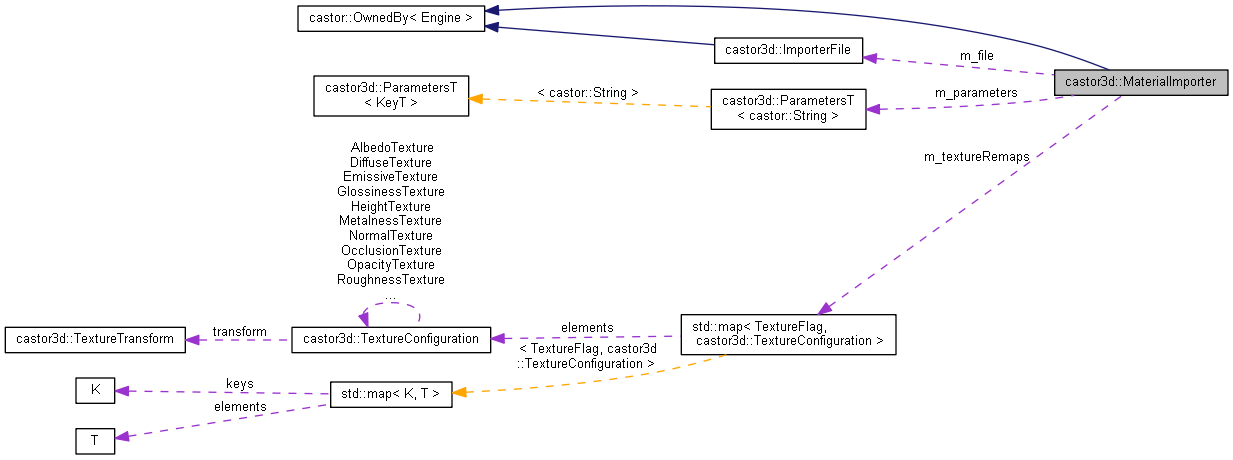 castor::OwnedBy< Engine >
castor3d::ImporterFile
m_file
castor3d::MaterialImporter
castor3d::ParametersT
< KeyT >
< castor::String >
castor3d::ParametersT
< castor::String >
m_parameters
m_textureRemaps
AlbedoTexture
DiffuseTexture
EmissiveTexture
GlossinessTexture
HeightTexture
MetalnessTexture
NormalTexture
OcclusionTexture
OpacityTexture
RoughnessTexture
...
castor3d::TextureTransform
transform
castor3d::TextureConfiguration
elements
std::map< TextureFlag,
castor3d::TextureConfiguration >
< TextureFlag, castor3d
::TextureConfiguration >
K
keys
std::map< K, T >
elements
T